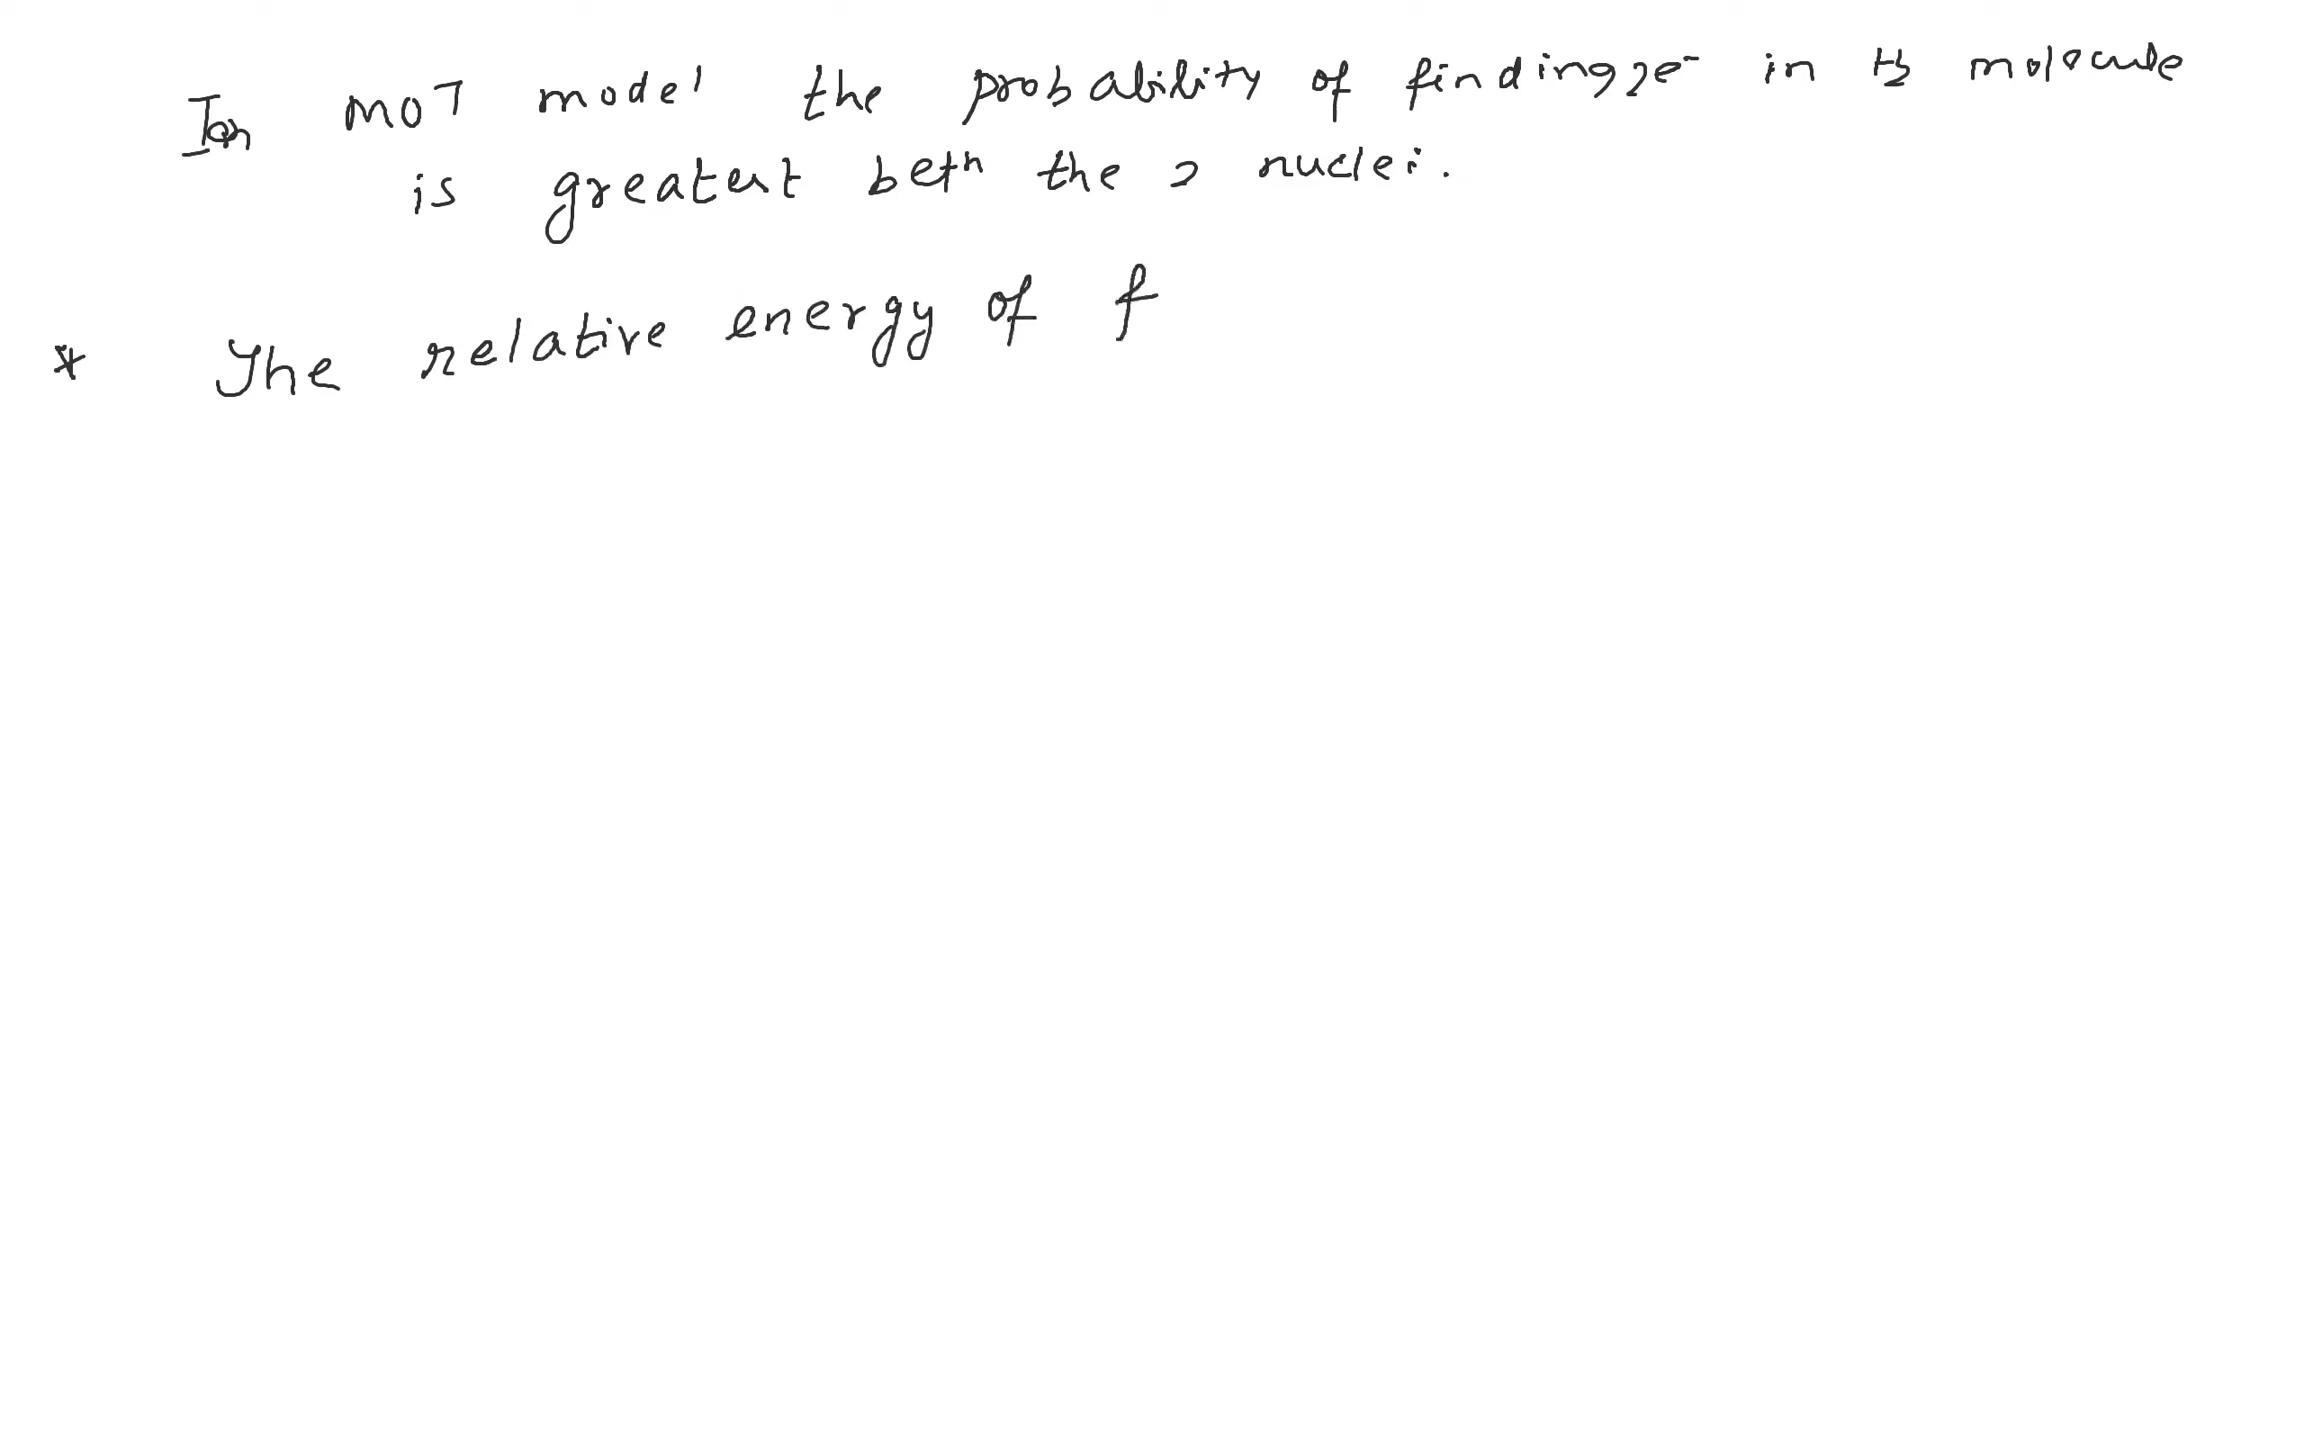 In MOT model the probability of finding 2e⁻ in H₂ molecule
is greatest betn the 2 nuclei.
* The relative energy of f